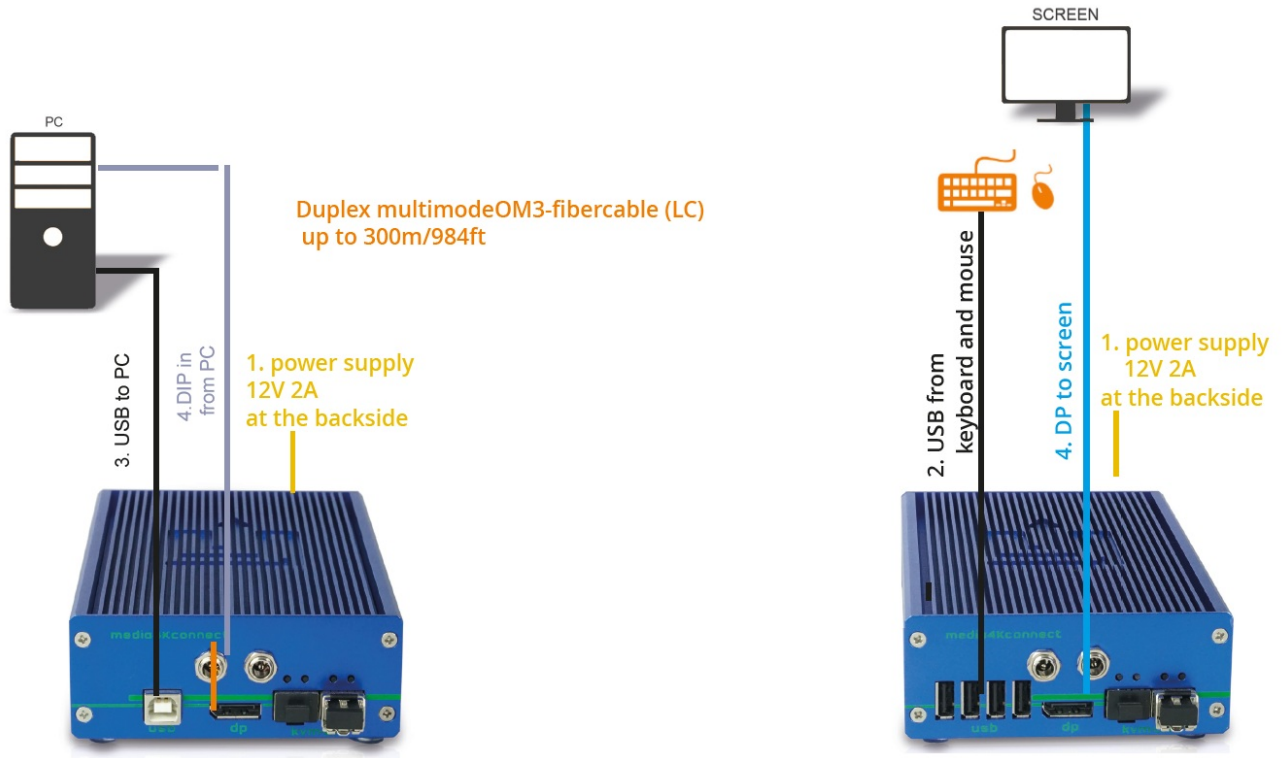 SCREEN
PC
Duplex multimodeOM3-fibercable (LC)
up to 300m/984ft
3. USB to PC
4.DIP in
from PC
1. power supply
12V 2A
at the backside
2. USB from
keyboard and mouse
4. DP to screen
1. power supply
12V 2A
at the backside
media4Kconnect
usb
dp
media4Kconnect
usb
dp